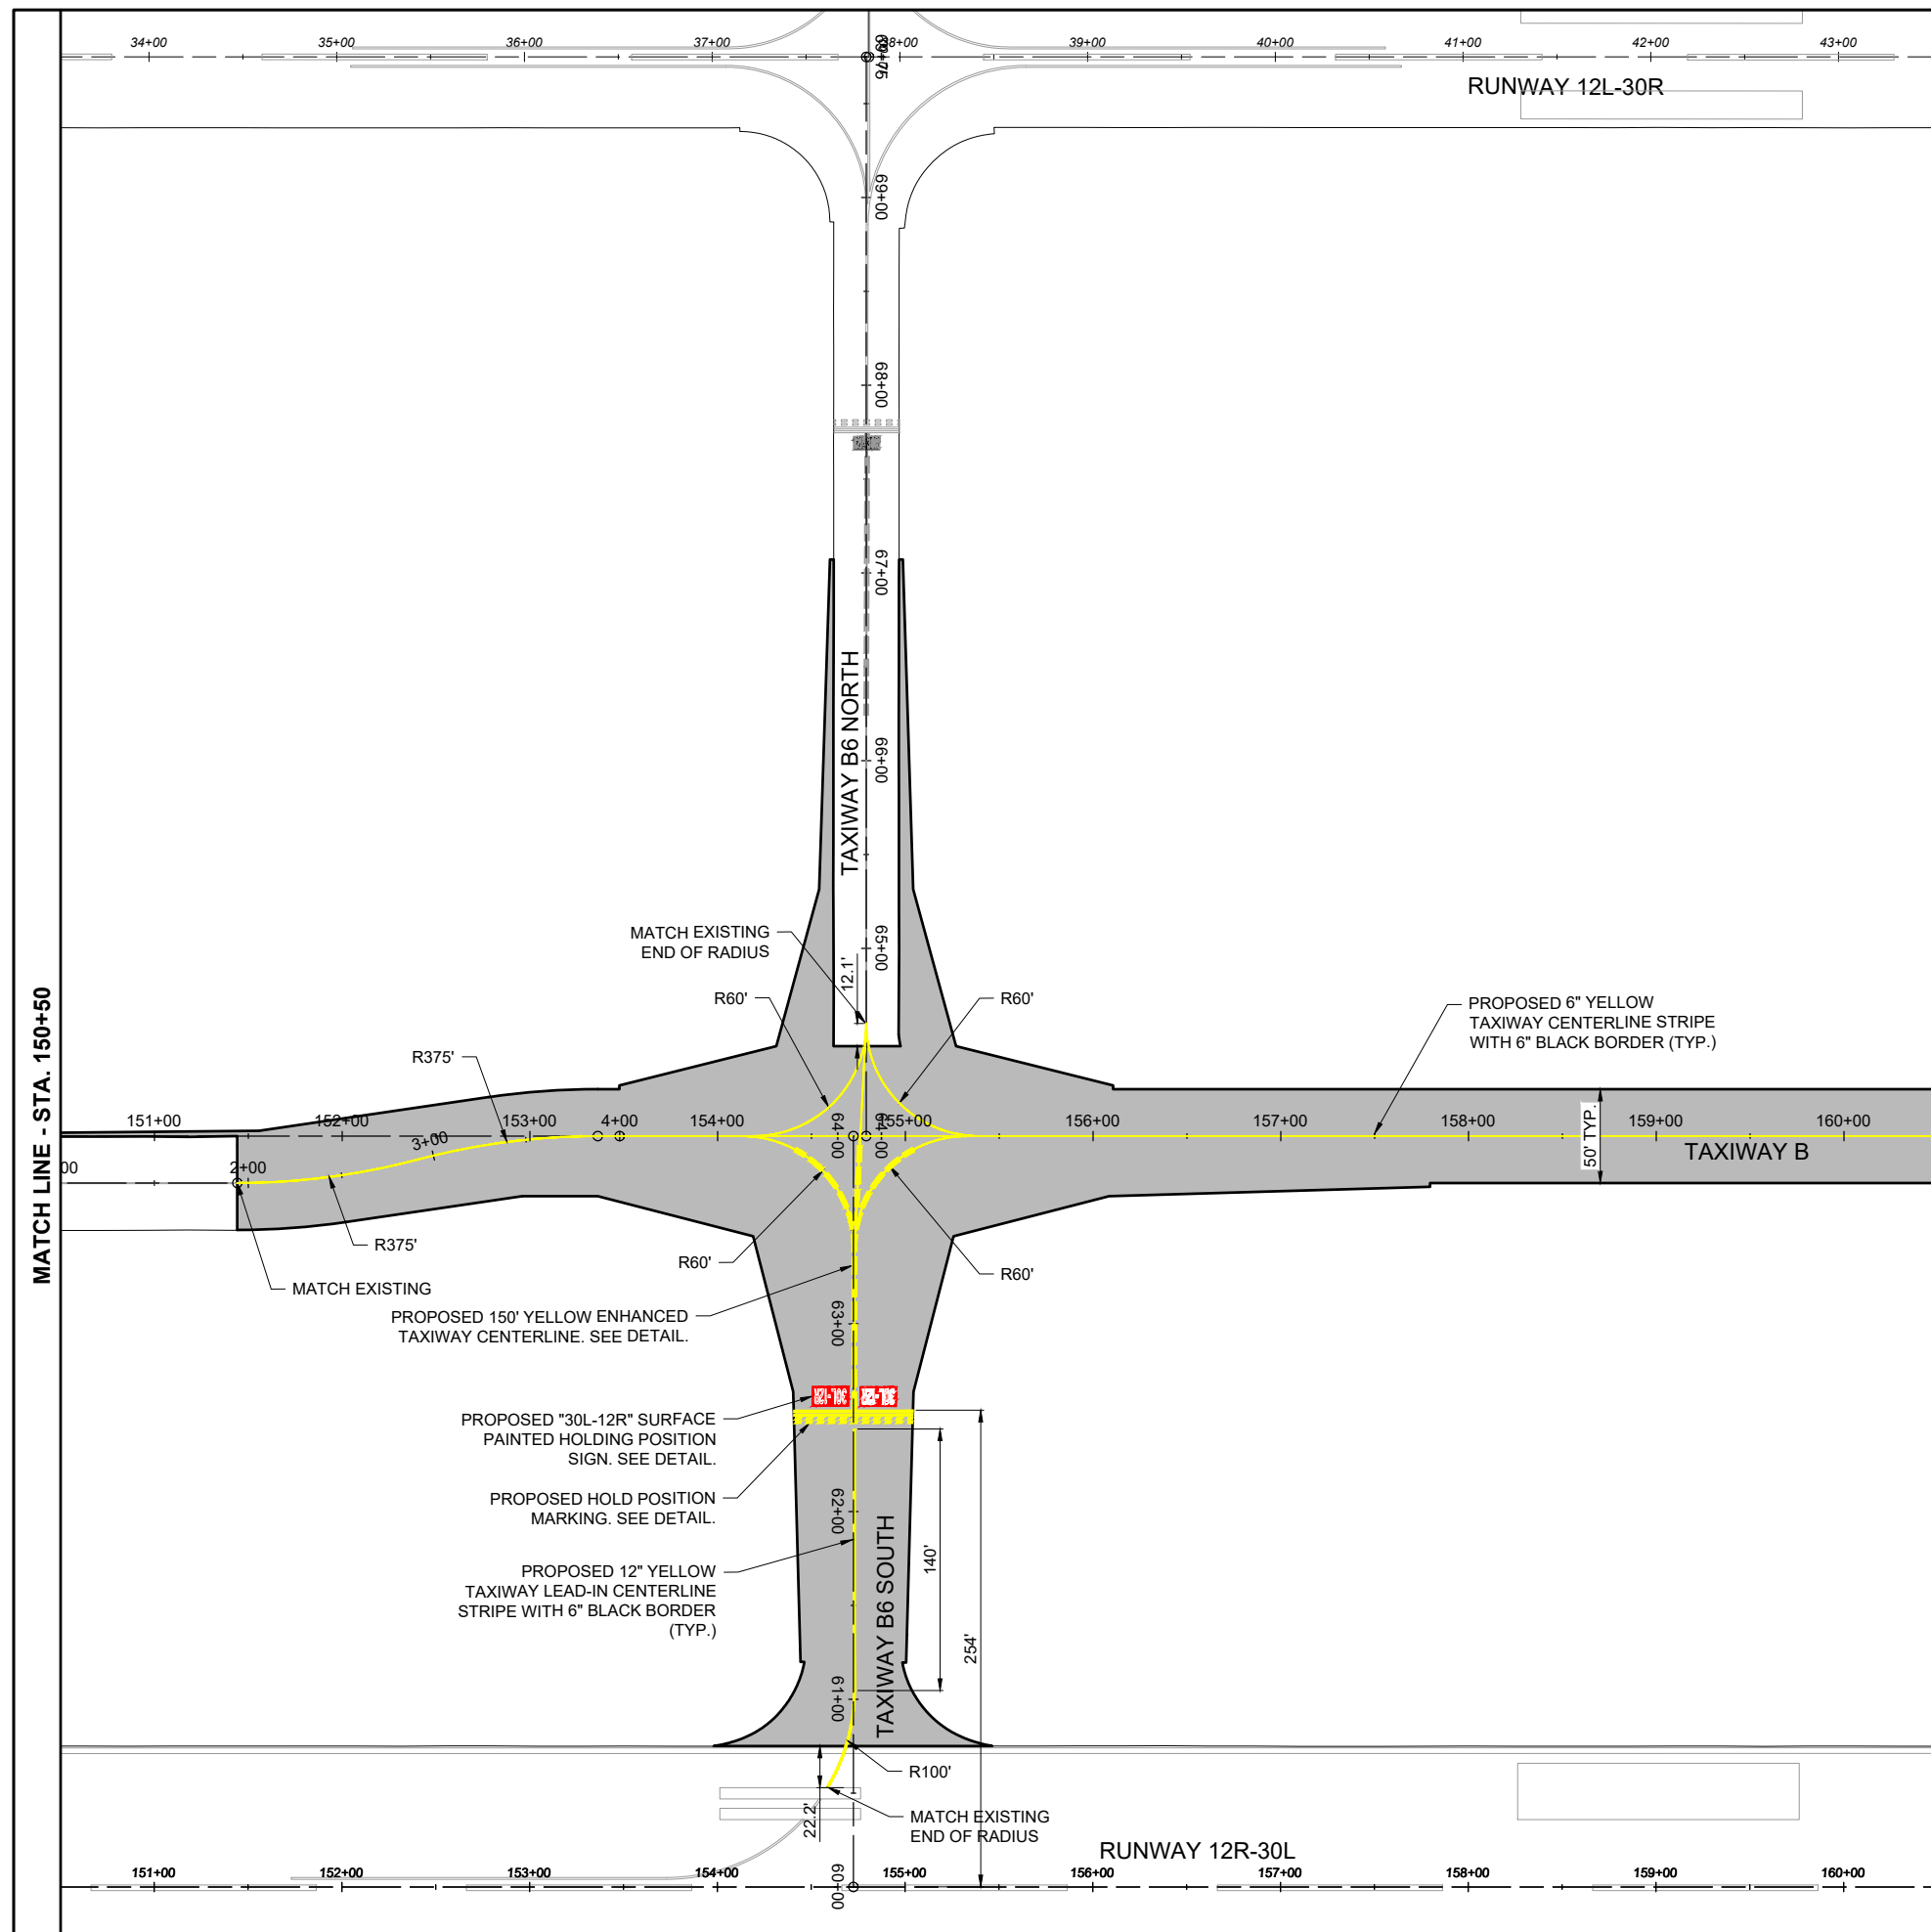 34+00
35+00
36+00
37+00
38+00
39+00
40+00
41+00
42+00
43+00
RUNWAY 12L-30R
69+00
68+00
67+00
TAXIWAY B6 NORTH
66+00
65+00
MATCH EXISTING
END OF RADIUS
12.1'
R60'
R60'
PROPOSED 6" YELLOW
TAXIWAY CENTERLINE STRIPE
WITH 6" BLACK BORDER (TYP.)
MATCH LINE - STA. 150+50
R375'
151+00
152+00
153+00
4+00
154+00
64+00
64+00
155+00
156+00
157+00
158+00
159+00
160+00
50' TYP.
TAXIWAY B
3+00
00
2+00
R375'
MATCH EXISTING
R60'
R60'
PROPOSED 150' YELLOW ENHANCED
TAXIWAY CENTERLINE. SEE DETAIL.
63+00
30L-12R
PROPOSED "30L-12R" SURFACE
PAINTED HOLDING POSITION
SIGN. SEE DETAIL.
PROPOSED HOLD POSITION
MARKING. SEE DETAIL.
62+00
PROPOSED 12" YELLOW
TAXIWAY LEAD-IN CENTERLINE
STRIPE WITH 6" BLACK BORDER
(TYP.)
TAXIWAY B6 SOUTH
140'
254'
61+00
R100'
22.2'
MATCH EXISTING
END OF RADIUS
RUNWAY 12R-30L
151+00
152+00
153+00
154+00
60+00
155+00
156+00
157+00
158+00
159+00
160+00